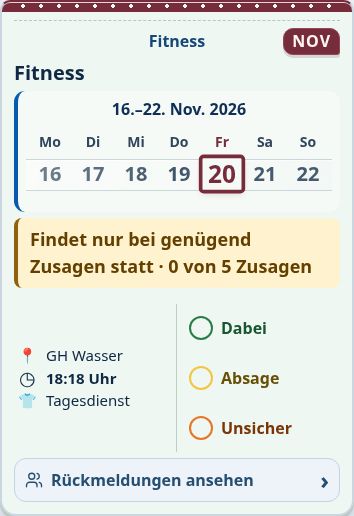 Fitness
NOV
Fitness
16.–22. Nov. 2026
Mo Di Mi Do Fr Sa So
16 17 18 19 20 21 22
Findet nur bei genügend
Zusagen statt · 0 von 5 Zusagen
GH Wasser
18:18 Uhr
Tagesdienst
Dabei
Absage
Unsicher
Rückmeldungen ansehen ›